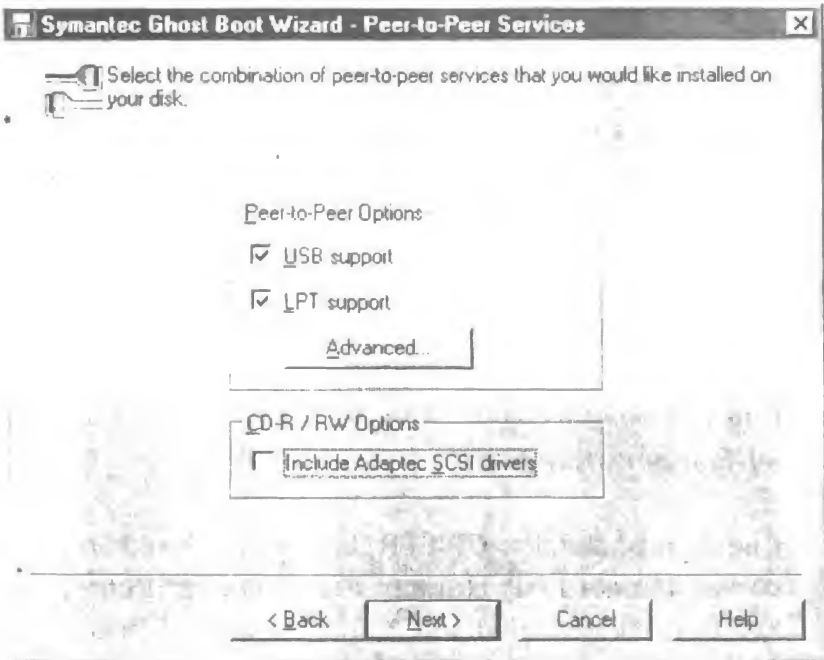 Symantec Ghost Boot Wizard - Peer-to-Peer Services
Select the combination of peer-to-peer services that you would like installed on
your disk.
Peer-to-Peer Options
USB support
LPT support
Advanced...
CD-R / RW Options
Include Adaptec SCSI drivers
< Back
Next >
Cancel
Help